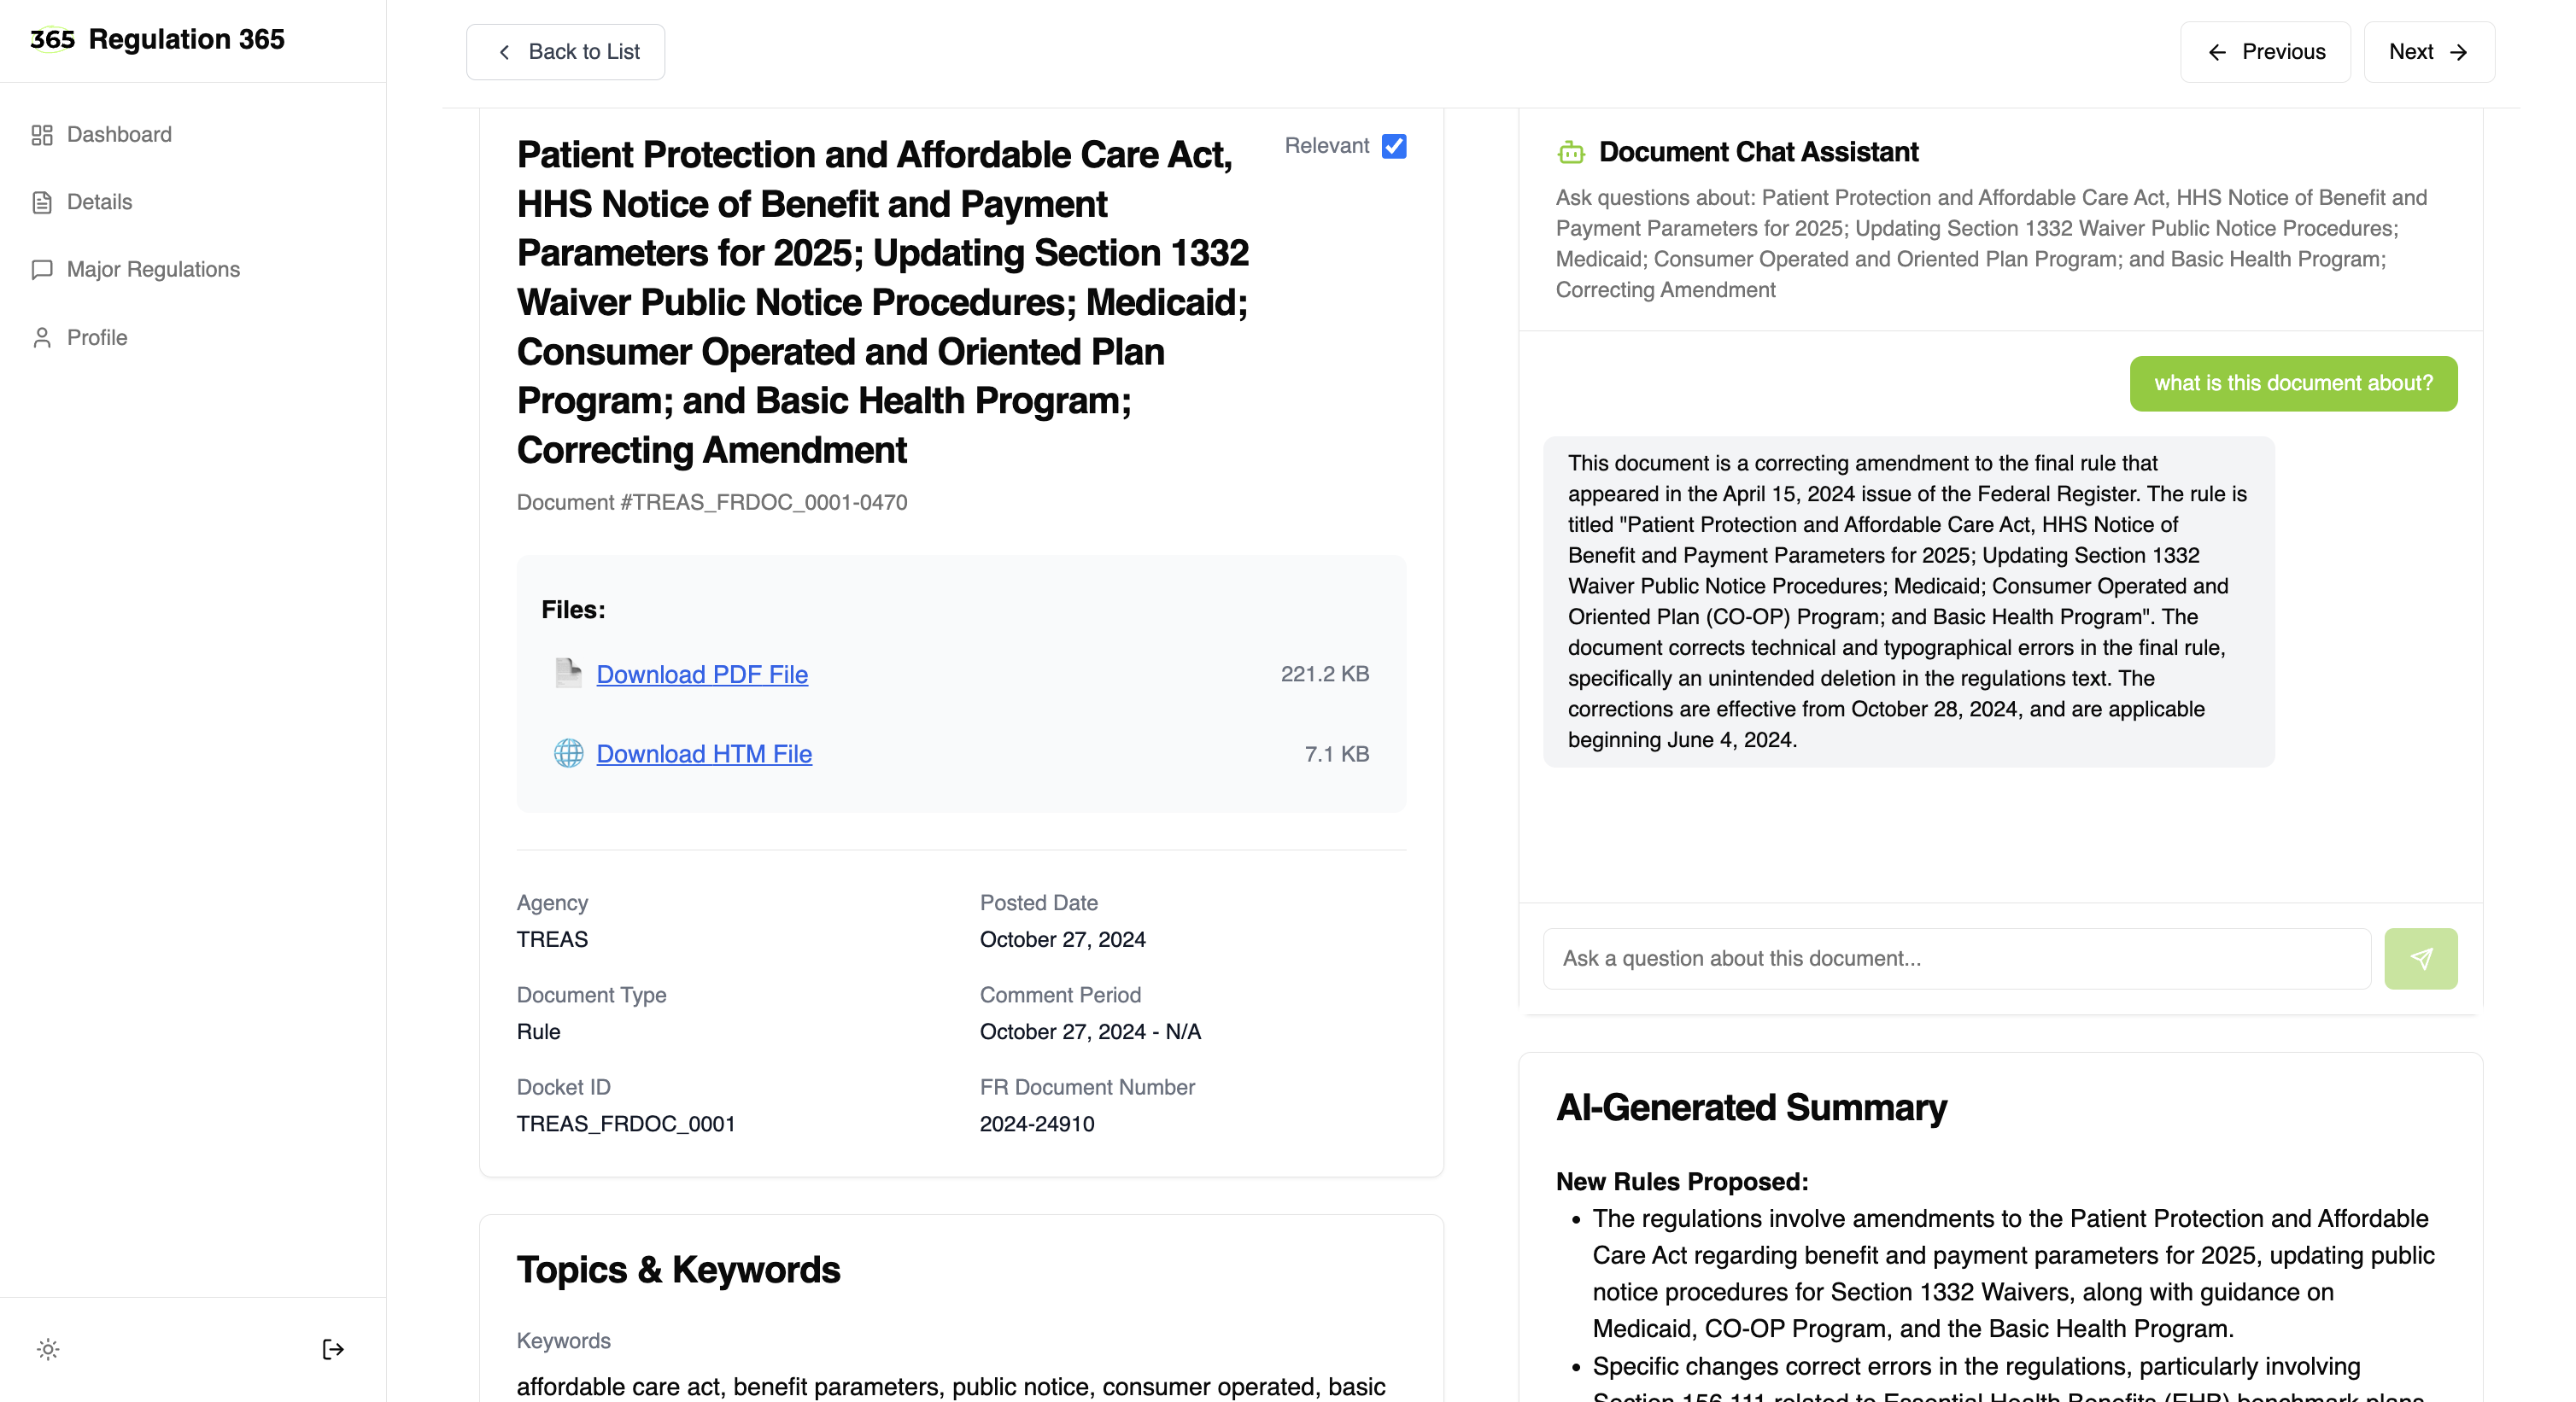 365 Regulation 365
Dashboard
Details
Major Regulations
Profile
Back to List
Previous
Next
Patient Protection and Affordable Care Act,
HHS Notice of Benefit and Payment
Parameters for 2025; Updating Section 1332
Waiver Public Notice Procedures; Medicaid;
Consumer Operated and Oriented Plan
Program; and Basic Health Program;
Correcting Amendment
Relevant
Document #TREAS_FRDOC_0001-0470
Files:
Download PDF File 221.2 KB
Download HTM File 7.1 KB
Agency
TREAS
Posted Date
October 27, 2024
Document Type
Rule
Comment Period
October 27, 2024 - N/A
Docket ID
TREAS_FRDOC_0001
FR Document Number
2024-24910
Topics & Keywords
Keywords
affordable care act, benefit parameters, public notice, consumer operated, basic
Document Chat Assistant
Ask questions about: Patient Protection and Affordable Care Act, HHS Notice of Benefit and
Payment Parameters for 2025; Updating Section 1332 Waiver Public Notice Procedures;
Medicaid; Consumer Operated and Oriented Plan Program; and Basic Health Program;
Correcting Amendment
what is this document about?
This document is a correcting amendment to the final rule that
appeared in the April 15, 2024 issue of the Federal Register. The rule is
titled "Patient Protection and Affordable Care Act, HHS Notice of
Benefit and Payment Parameters for 2025; Updating Section 1332
Waiver Public Notice Procedures; Medicaid; Consumer Operated and
Oriented Plan (CO-OP) Program; and Basic Health Program". The
document corrects technical and typographical errors in the final rule,
specifically an unintended deletion in the regulations text. The
corrections are effective from October 28, 2024, and are applicable
beginning June 4, 2024.
Ask a question about this document...
AI-Generated Summary
New Rules Proposed:
• The regulations involve amendments to the Patient Protection and Affordable
Care Act regarding benefit and payment parameters for 2025, updating public
notice procedures for Section 1332 Waivers, along with guidance on
Medicaid, CO-OP Program, and the Basic Health Program.
• Specific changes correct errors in the regulations, particularly involving
Section 156.111 related to Essential Health Benefits (EHB) benchmark plans